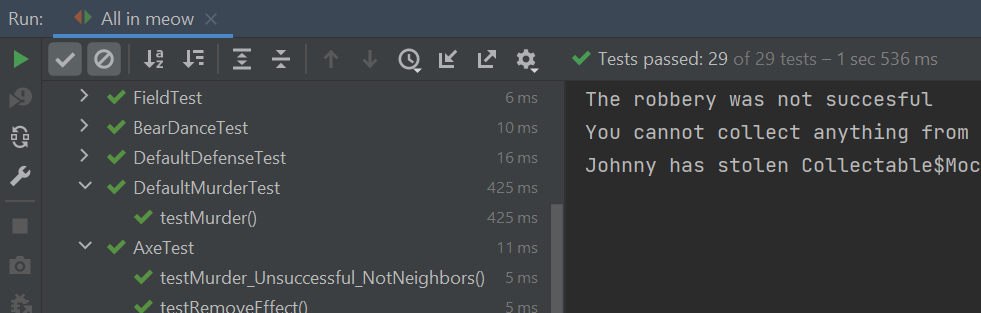 Run: All in meow
Tests passed: 29 of 29 tests – 1 sec 536 ms
FieldTest 6 ms
BearDanceTest 10 ms
DefaultDefenseTest 16 ms
DefaultMurderTest 425 ms
testMurder() 425 ms
AxeTest 11 ms
testMurder_Unsuccessful_NotNeighbors() 5 ms
testRemoveEffect() 5 ms
The robbery was not succesful
You cannot collect anything from
Johnny has stolen Collectable$Moc